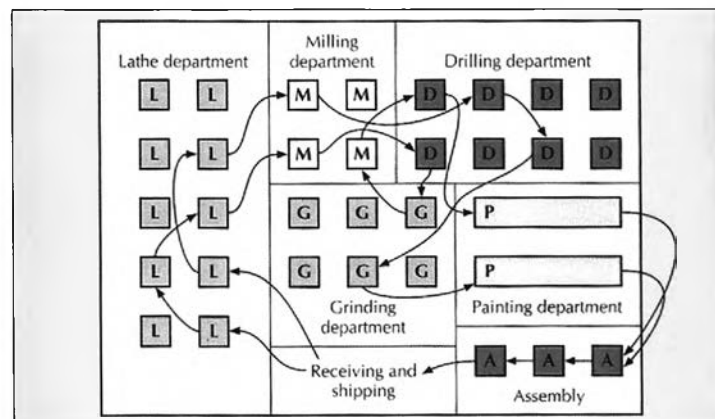 Milling
department
Lathe department
Drilling department
L L M M D D D D
L L M M D D D D
L L G G G P
L L G G G P
Grinding
department
Painting department
L L
Receiving and
shipping
A A A
Assembly